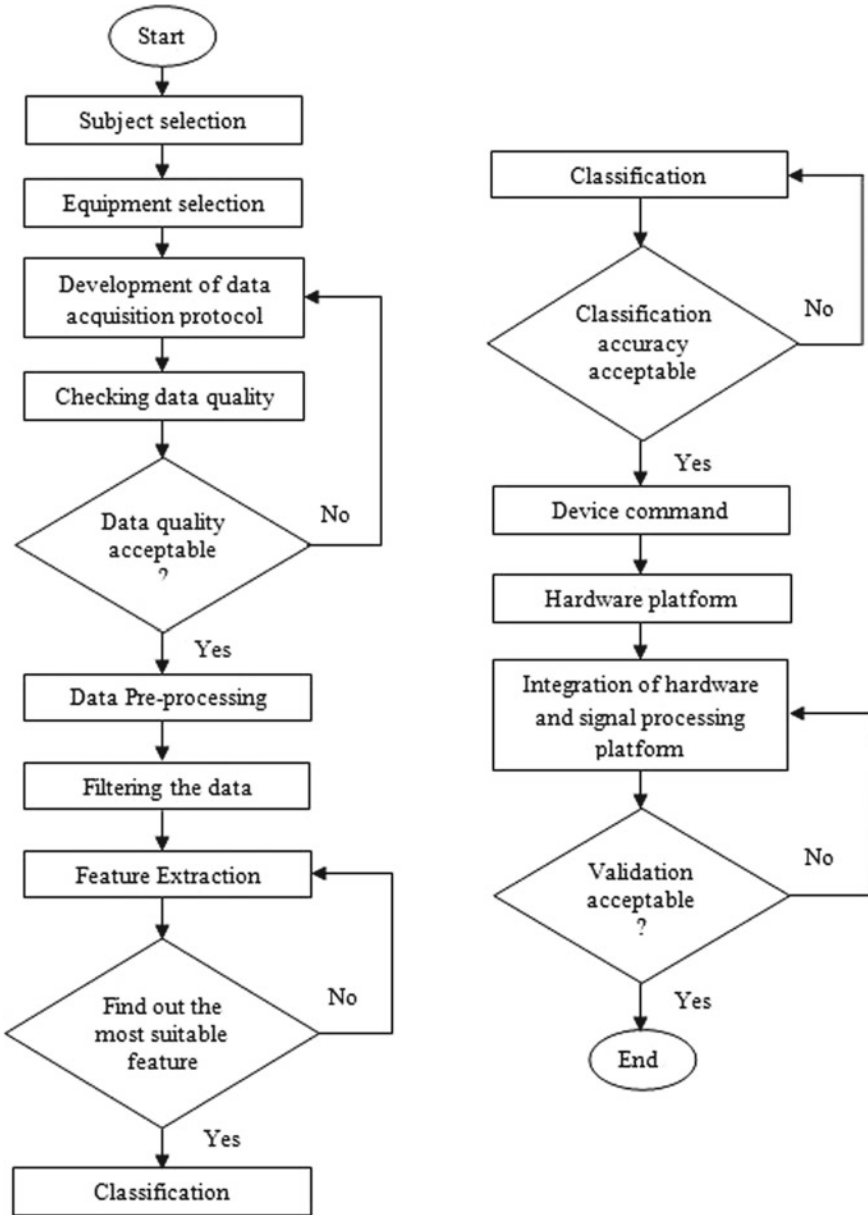 Start
Subject selection
Equipment selection
Development of data
acquisition protocol
Checking data quality
Data quality
acceptable
?
No
Yes
Data Pre-processing
Filtering the data
Feature Extraction
Find out the
most suitable
feature
No
Yes
Classification
Classification
Classification
accuracy
acceptable
No
Yes
Device command
Hardware platform
Integration of hardware
and signal processing
platform
Validation
acceptable
?
No
Yes
End